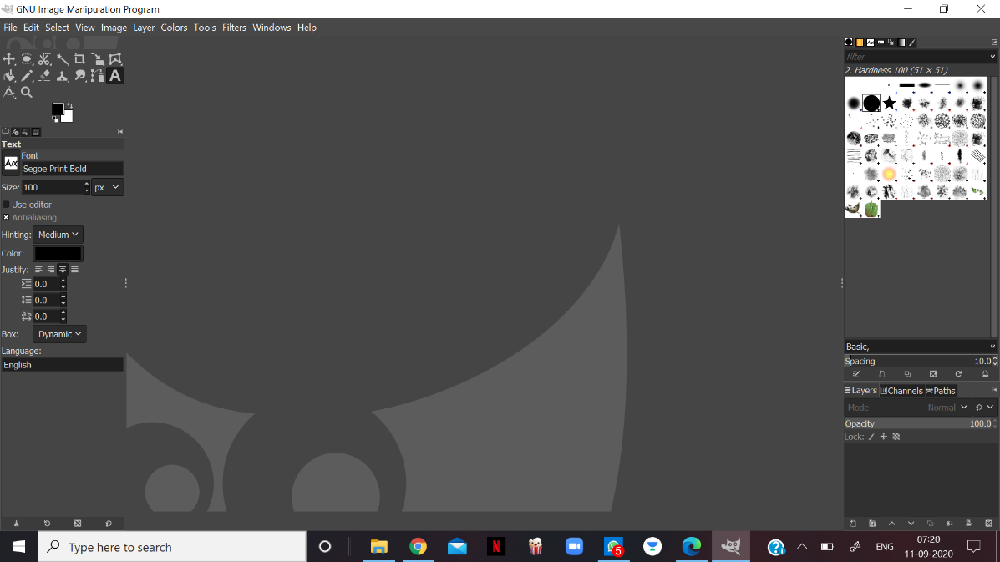 GNU Image Manipulation Program
File Edit Select View Image Layer Colors Tools Filters Windows Help
filter
2. Hardness 100 (51 × 51)
Text
Font
Aa
Segoe Print Bold
Size: 100 px
Use editor
Antialiasing
Hinting: Medium
Color:
Justify:
0.0
0.0
0.0
Box: Dynamic
Language:
English
Basic,
Spacing 10.0
Layers Channels Paths
Mode Normal
Opacity 100.0
Lock:
Type here to search
N
5
ENG
07:20
11-09-2020